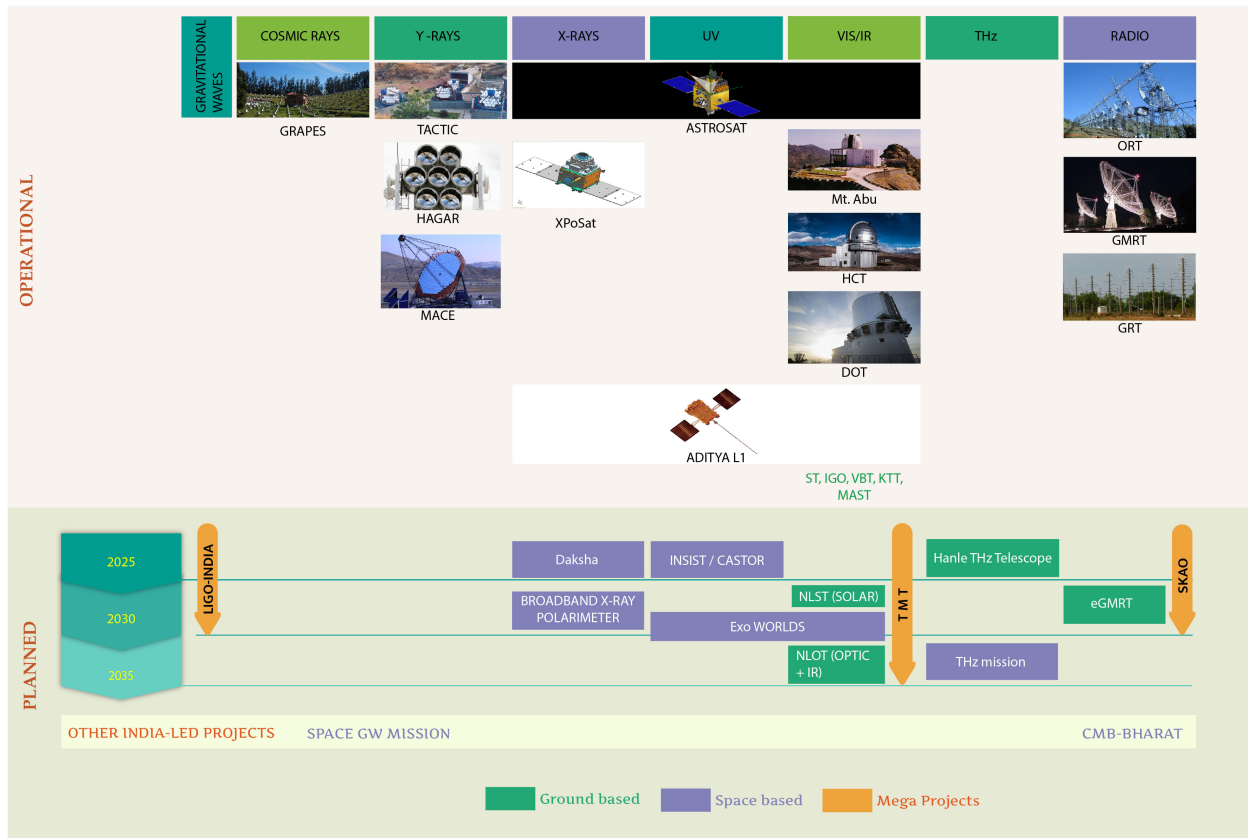 GRAVITATIONAL
WAVES
COSMIC RAYS
Υ -RAYS
X-RAYS
UV
VIS/IR
THz
RADIO
GRAPES
TACTIC
ASTROSAT
ORT
HAGAR
XPoSat
Mt. Abu
GMRT
HCT
MACE
GRT
DOT
ADITYA L1
ST, IGO, VBT, KTT,
MAST
OPERATIONAL
PLANNED
2025
2030
2035
LIGO-INDIA
Daksha
INSIST / CASTOR
Hanle THz Telescope
BROADBAND X-RAY
POLARIMETER
NLST (SOLAR)
Exo WORLDS
NLOT (OPTIC
+ IR)
T M T
eGMRT
THz mission
SKAO
OTHER INDIA-LED PROJECTS
SPACE GW MISSION
CMB-BHARAT
Ground based
Space based
Mega Projects